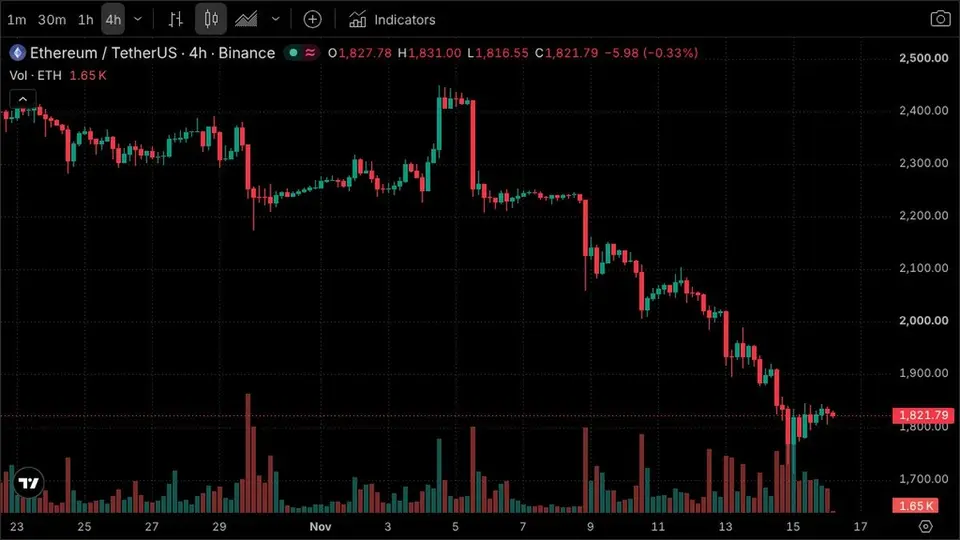 1m 30m 1h 4h Indicators
Ethereum / TetherUS · 4h · Binance O1,827.78 H1,831.00 L1,816.55 C1,821.79 −5.98 (−0.33%)
Vol · ETH 1.65 K
2,500.00
2,400.00
2,300.00
2,200.00
2,100.00
2,000.00
1,900.00
1,821.79
1,800.00
1,700.00
1.65 K
23 25 27 29 Nov 3 5 7 9 11 13 15 17